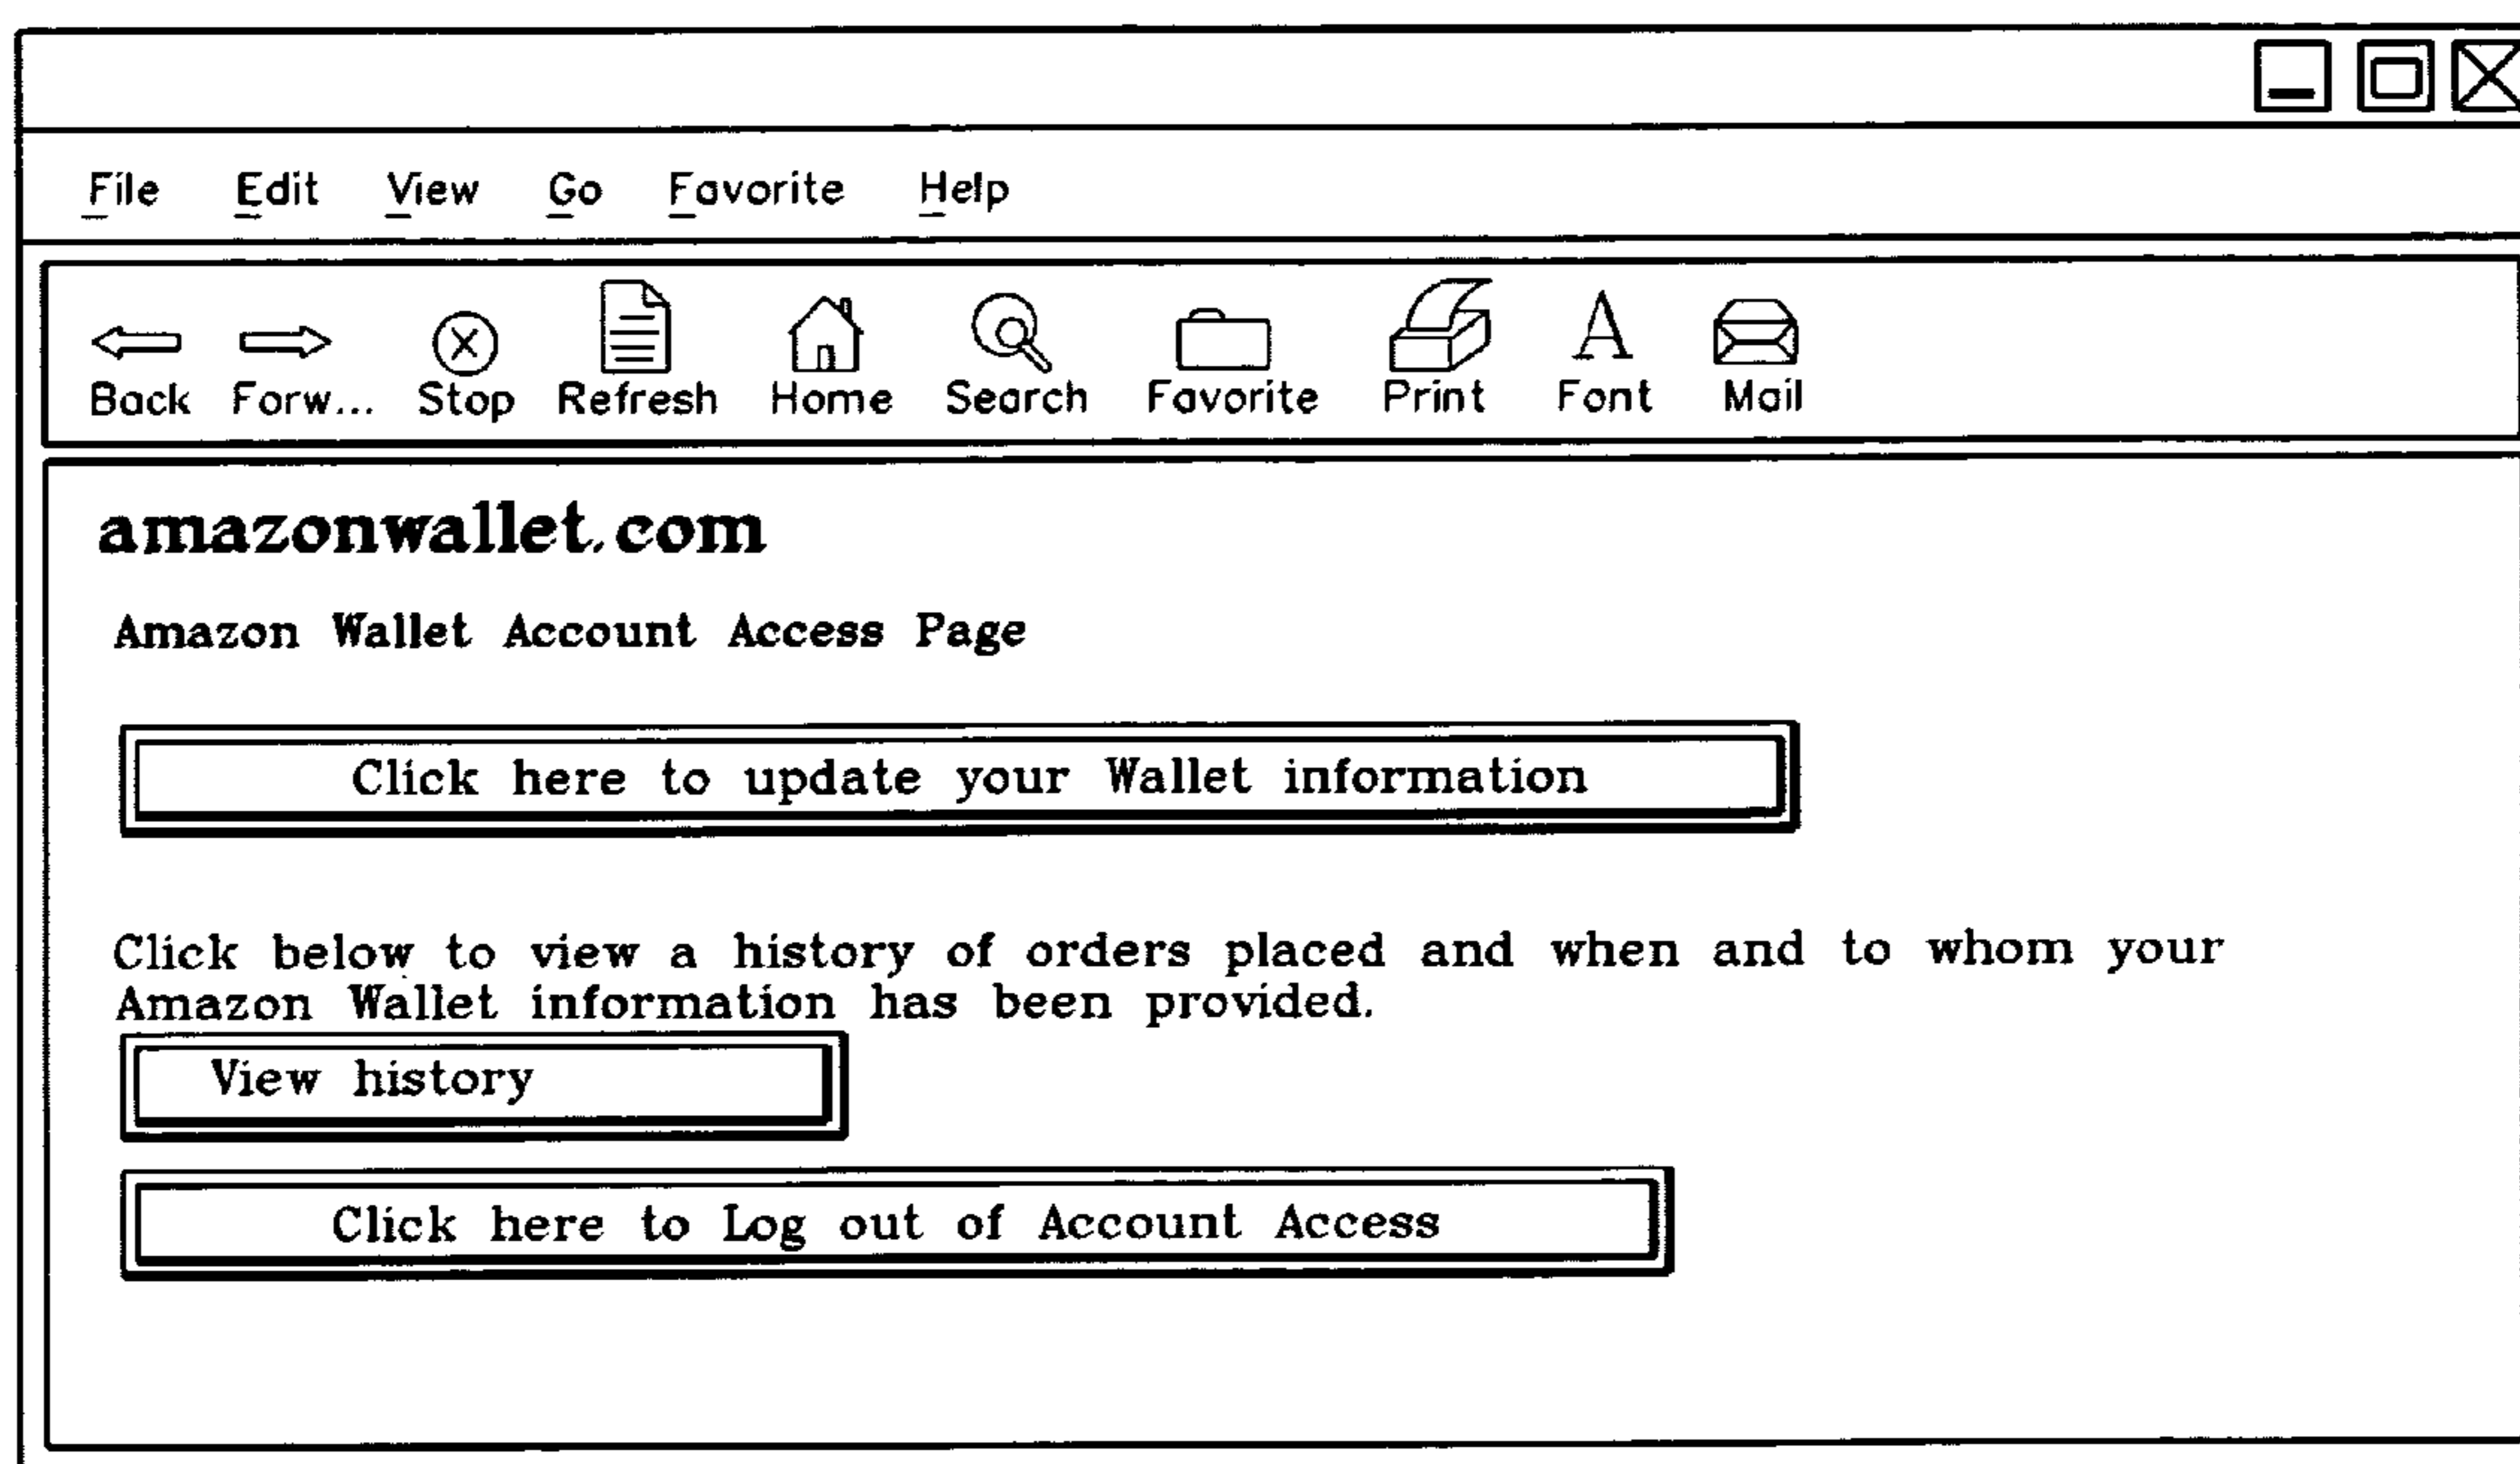 File Edit View Go Favorite Help
Back Forw... Stop Refresh Home Search Favorite Print Font Mail
amazonwallet.com
Amazon Wallet Account Access Page
Click here to update your Wallet information
Click below to view a history of orders placed and when and to whom your
Amazon Wallet information has been provided.
View history
Click here to Log out of Account Access